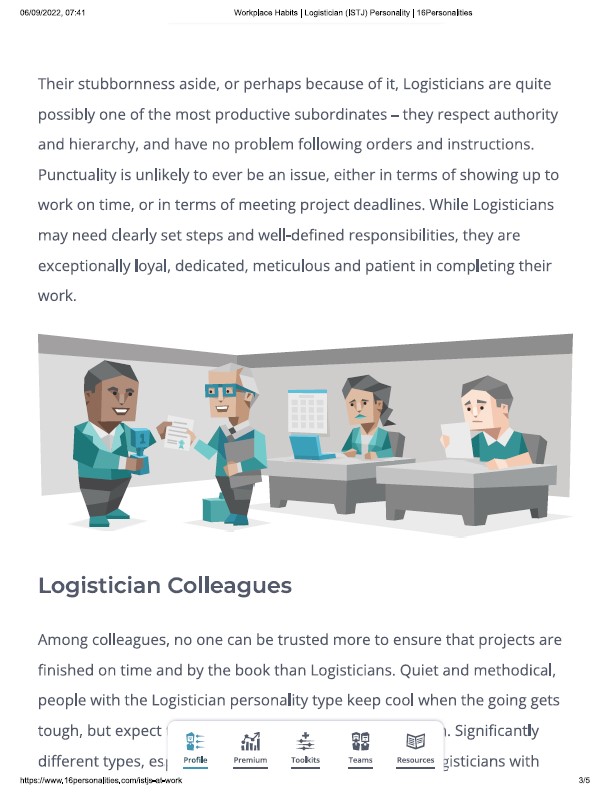 06/09/2022, 07:41 Workplace Habits | Logistician (ISTJ) Personality | 16Personalities
Their stubbornness aside, or perhaps because of it, Logisticians are quite
possibly one of the most productive subordinates – they respect authority
and hierarchy, and have no problem following orders and instructions.
Punctuality is unlikely to ever be an issue, either in terms of showing up to
work on time, or in terms of meeting project deadlines. While Logisticians
may need clearly set steps and well-defined responsibilities, they are
exceptionally loyal, dedicated, meticulous and patient in completing their
work.
1
Logistician Colleagues
Among colleagues, no one can be trusted more to ensure that projects are
finished on time and by the book than Logisticians. Quiet and methodical,
people with the Logistician personality type keep cool when the going gets
tough, but expect . Significantly
different types, with
Profile Premium Toolkits Teams Resources
https://www.16personalities.com/istjs-at-work 3/5